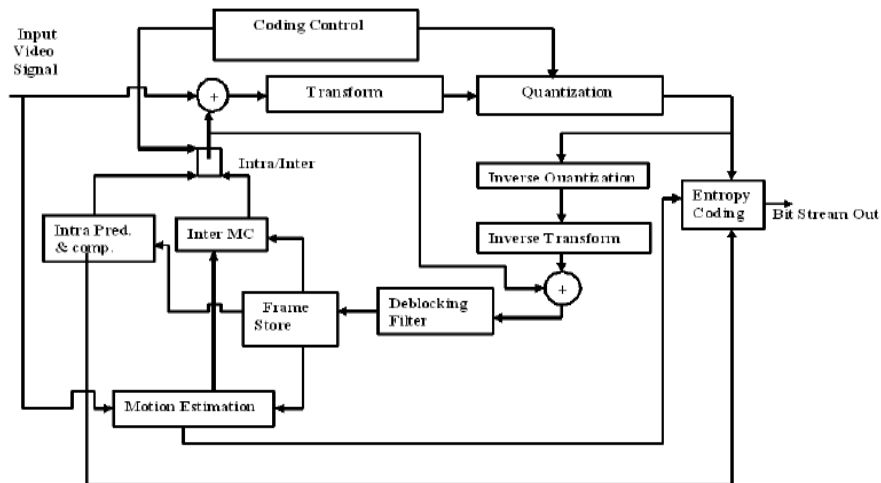 Input
Video
Signal
Coding Control
+
Transform
Quantization
Intra/Inter
Inverse Quantization
Entropy
Coding
Bit Stream Out
Intra Pred.
& comp.
Inter MC
Inverse Transform
+
Frame
Store
Deblocking
Filter
Motion Estimation